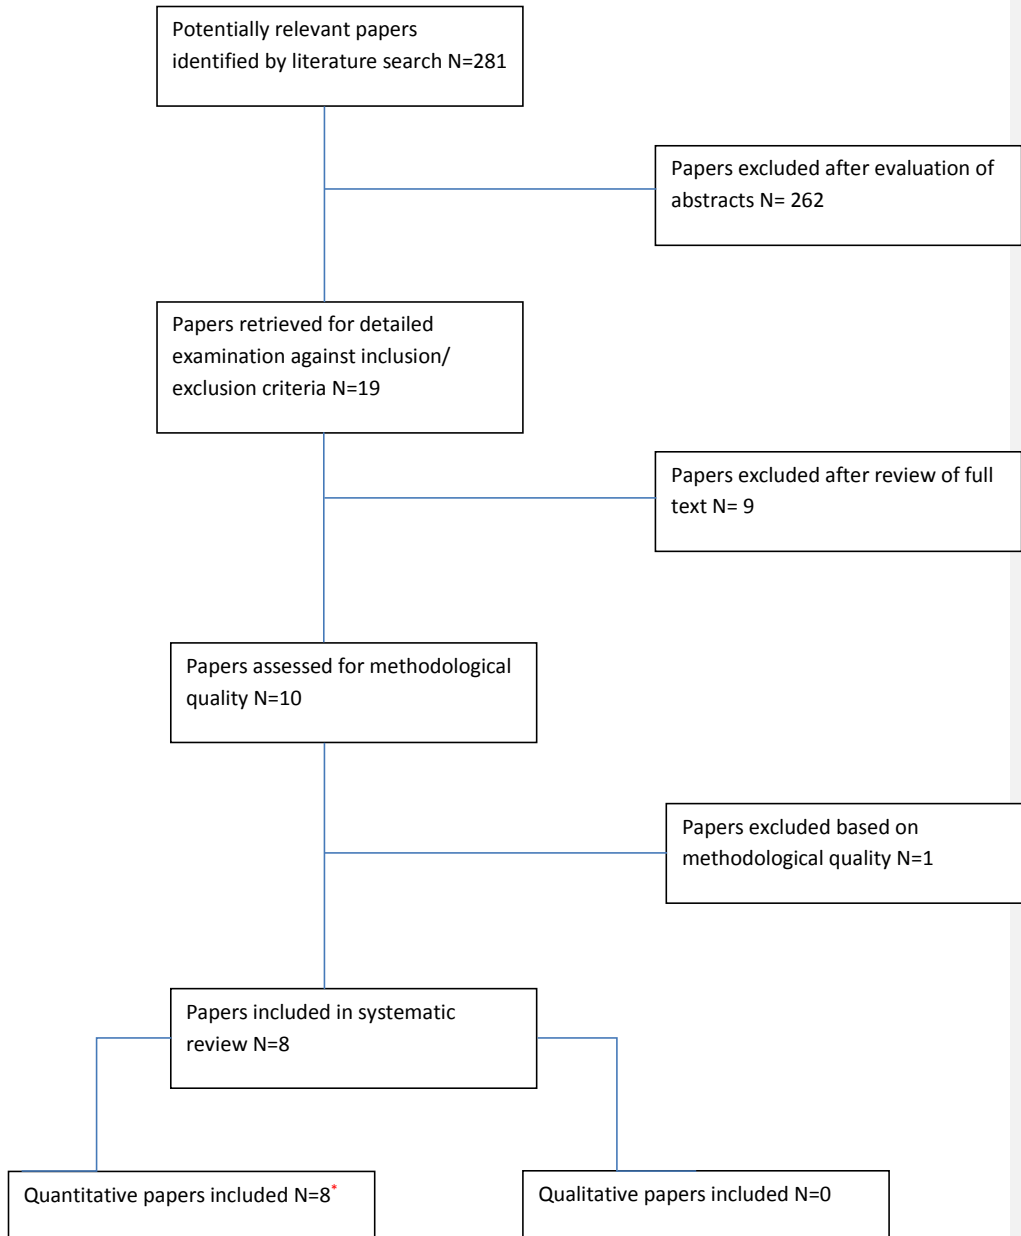 Potentially relevant papers
identified by literature search N=281
Papers excluded after evaluation of
abstracts N= 262
Papers retrieved for detailed
examination against inclusion/
exclusion criteria N=19
Papers excluded after review of full
text N= 9
Papers assessed for methodological
quality N=10
Papers excluded based on
methodological quality N=1
Papers included in systematic
review N=8
Quantitative papers included N=8*
Qualitative papers included N=0